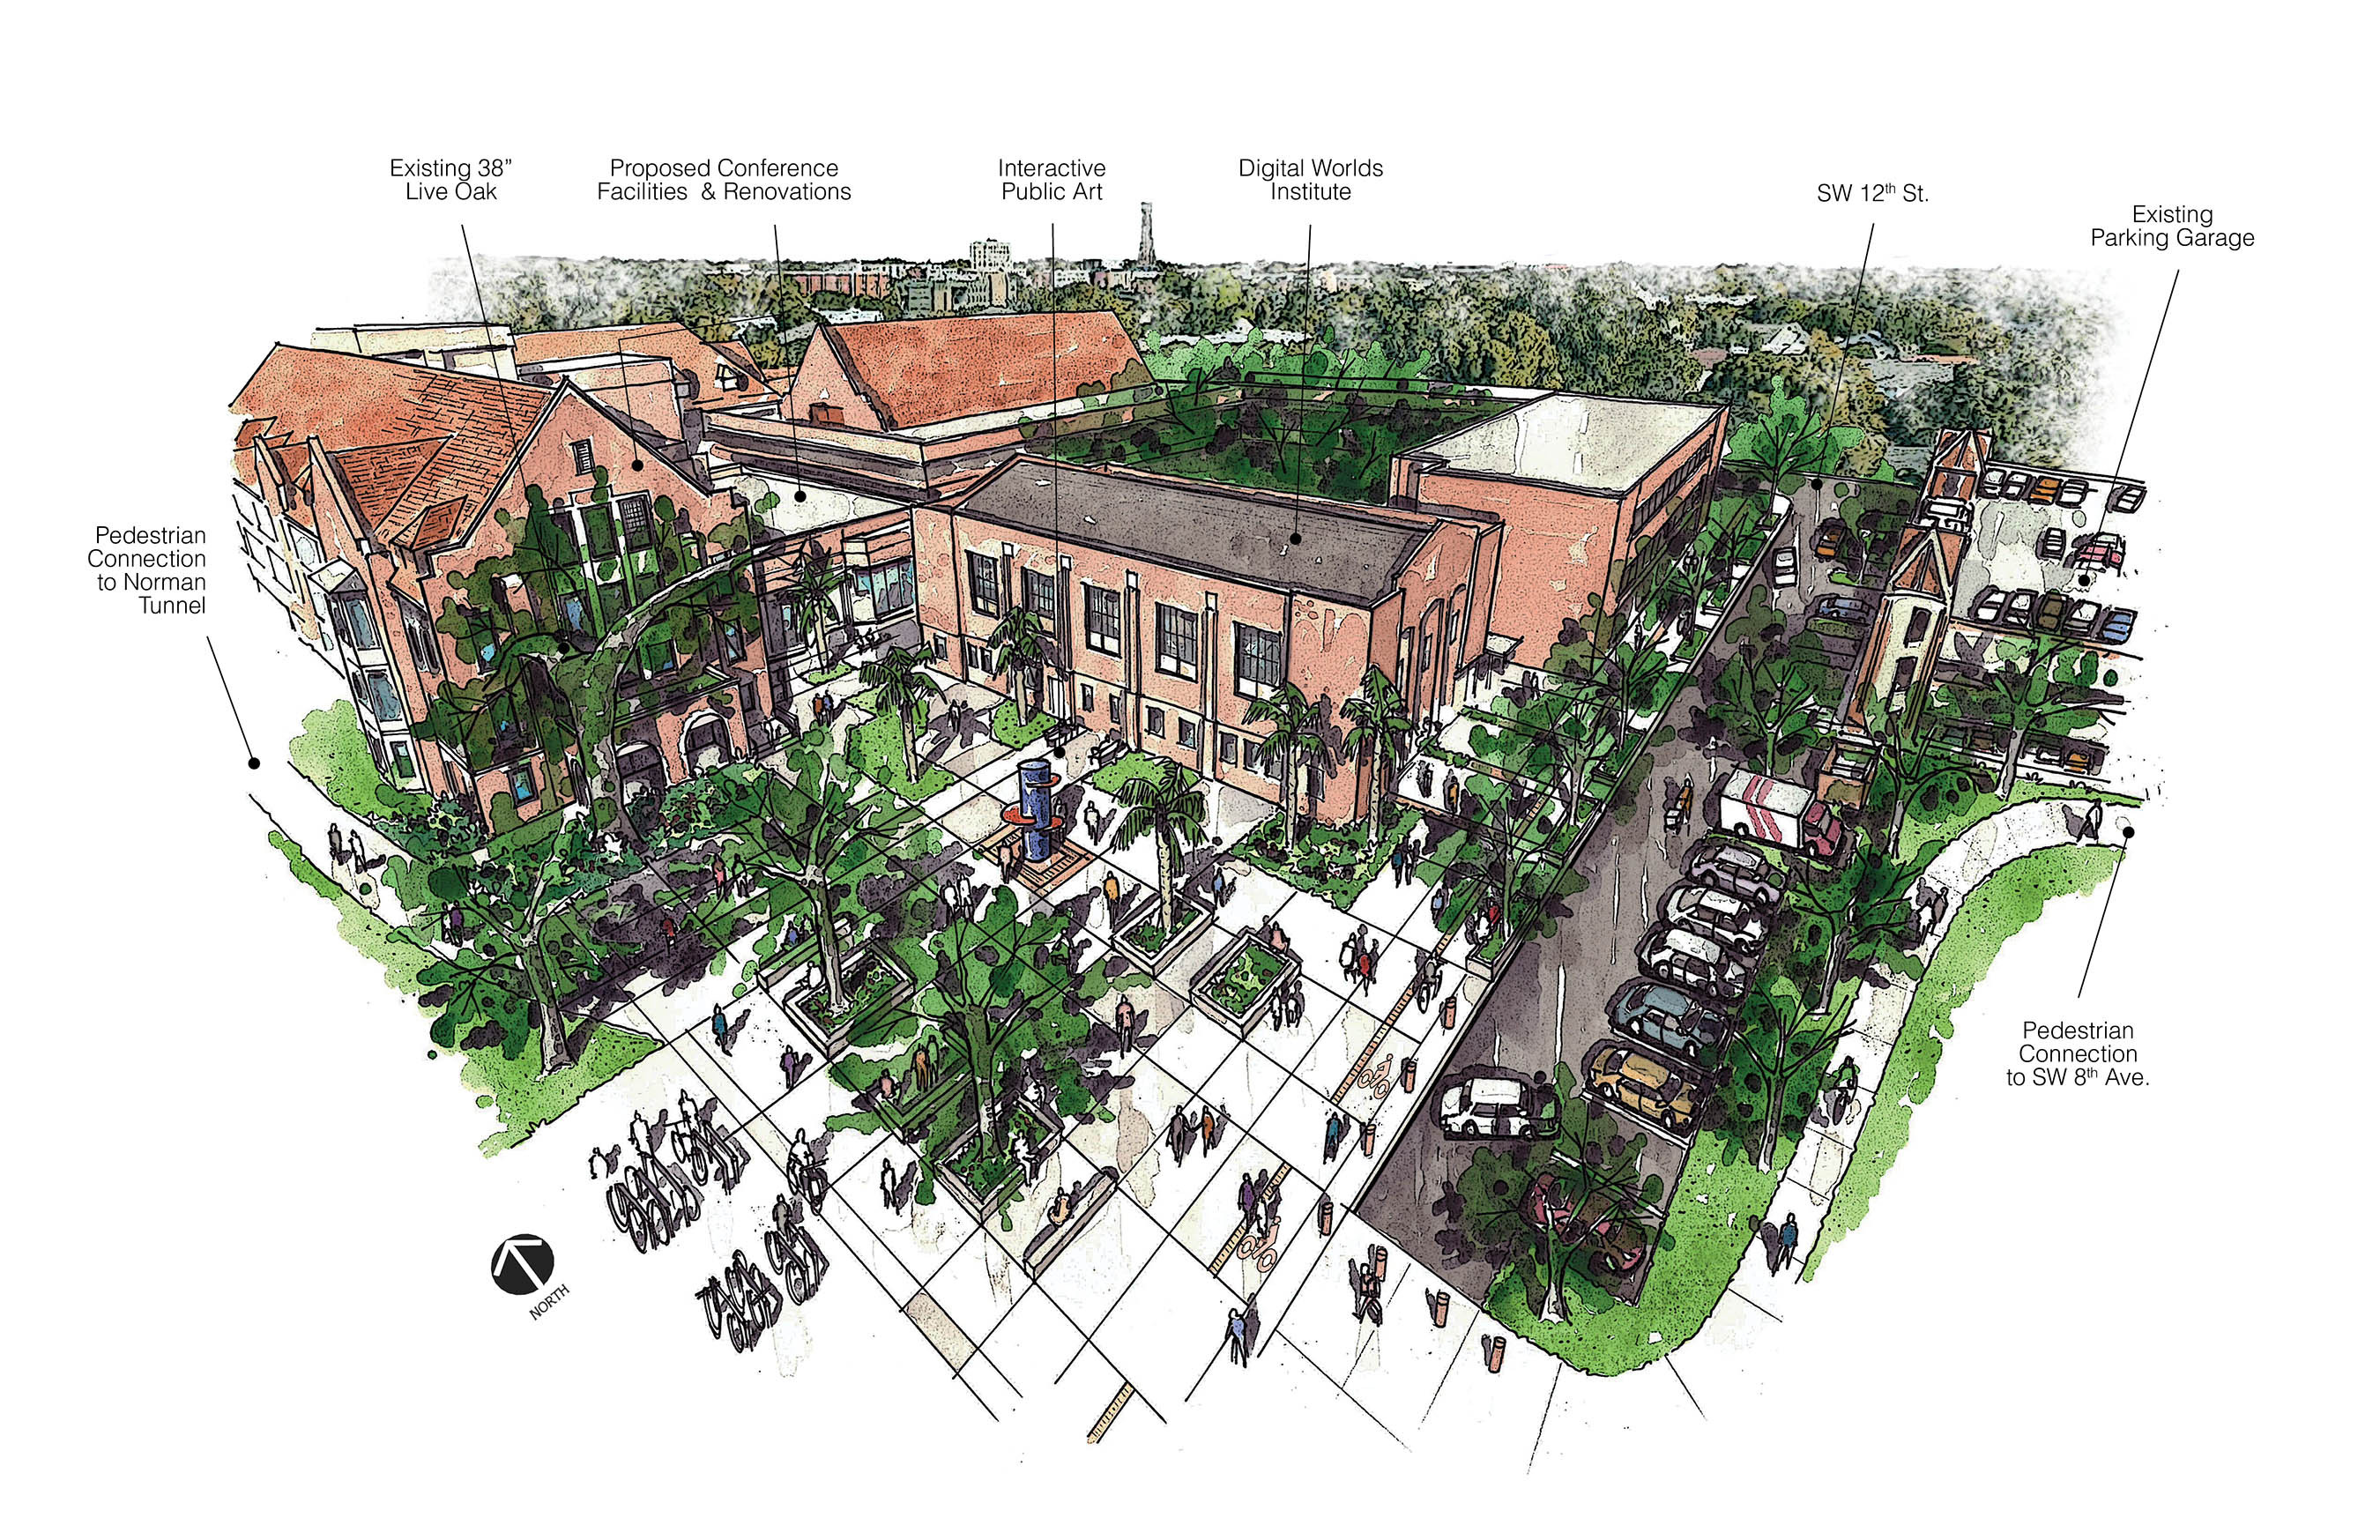 Existing 38”
Live Oak
Proposed Conference
Facilities & Renovations
Interactive
Public Art
Digital Worlds
Institute
SW 12th St.
Existing
Parking Garage
Pedestrian
Connection
to Norman
Tunnel
Pedestrian
Connection
to SW 8th Ave.
NORTH